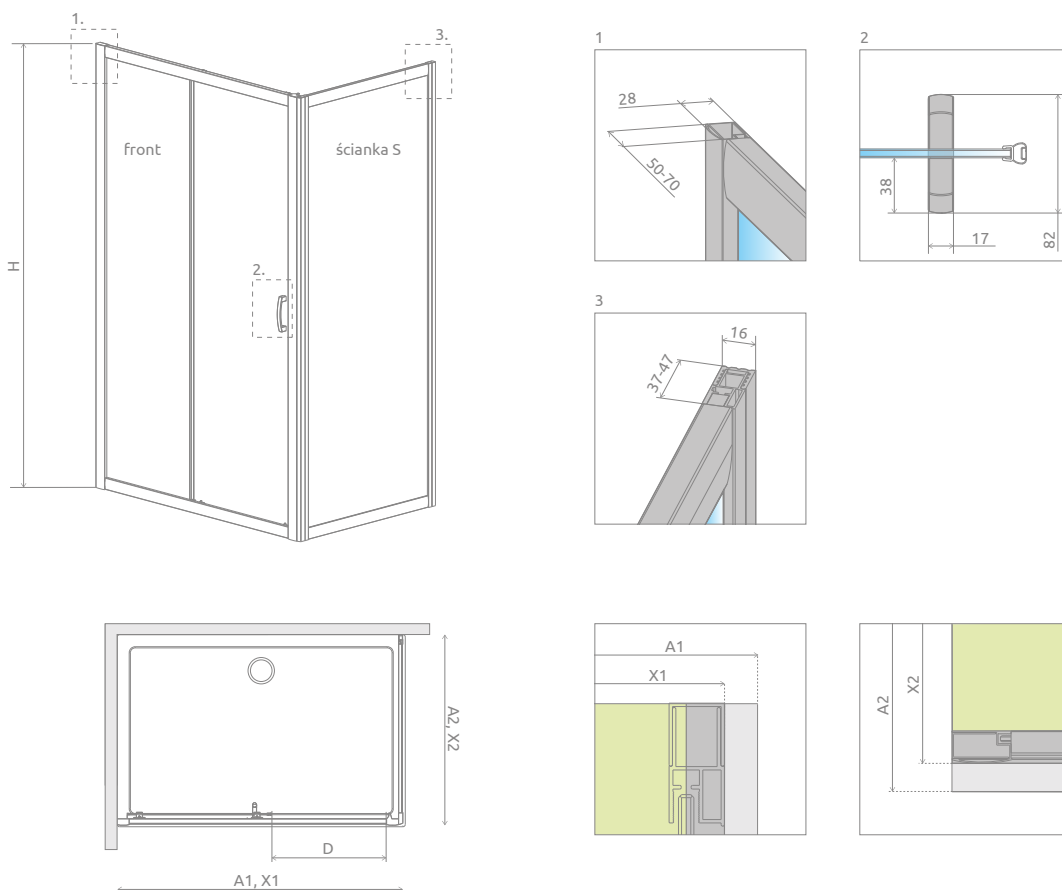 1.
3.
front
ścianka S
H
2.
1
28
50-70
2
38
17
82
3
16
37-47
A2, X2
D
A1, X1
A1
X1
A2
X2